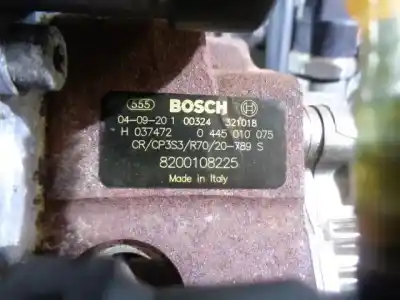 555 BOSCH
04-09-20 1 00324 321018
H 037472 0 445 010 075
CR/CP3S3/R70/20-789 S
8200108225
Made in Italy